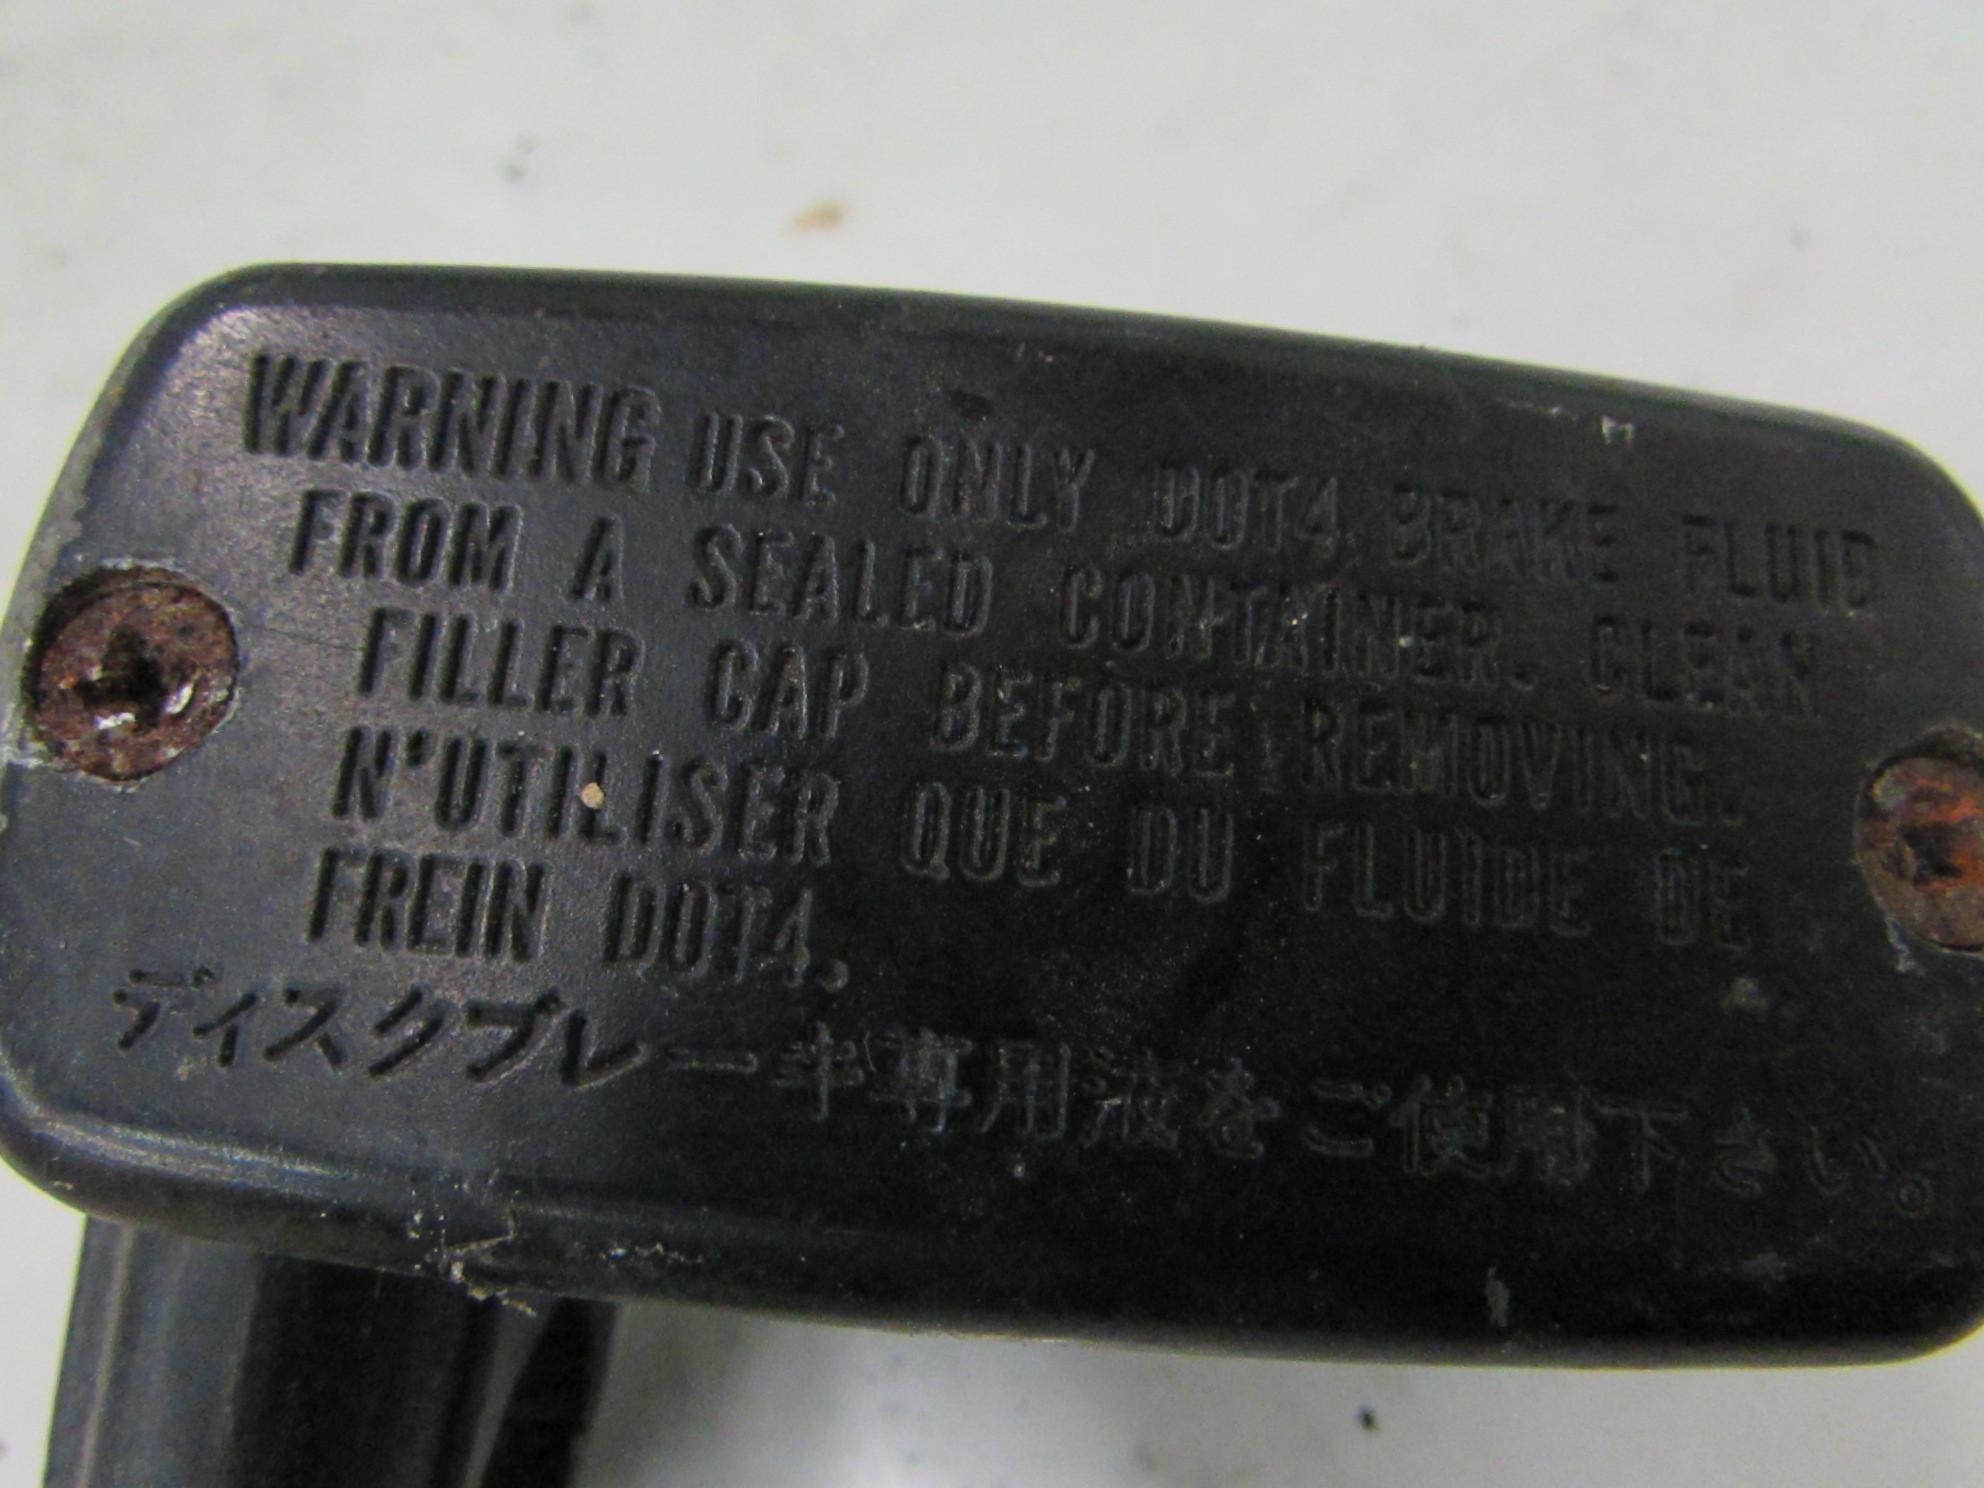 WARNING USE ONLY DOT4 BRAKE FLUID
FROM A SEALED CONTAINER. CLEAN
FILLER CAP BEFORE REMOVING.
N'UTILISER QUE DU FLUIDE DE
FREIN DOT4.
ディスクブレーキ専用液をご使用下さい。